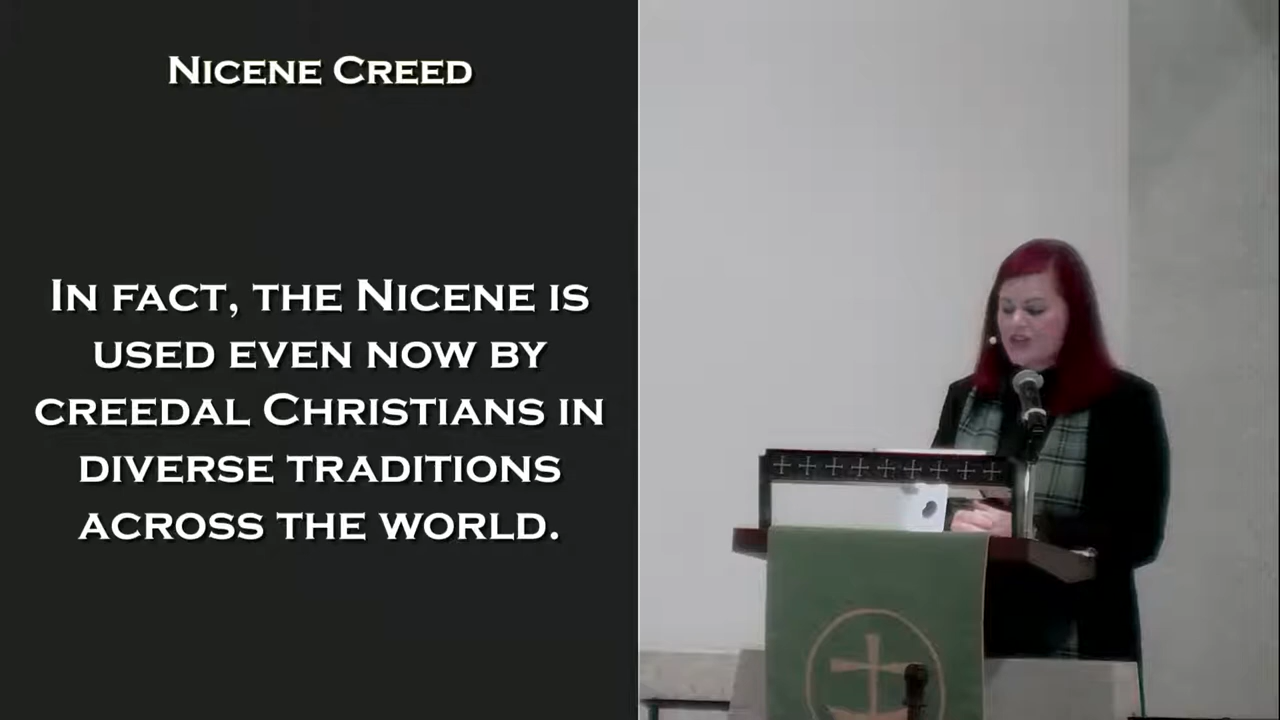 Nicene Creed
In fact, the Nicene is
used even now by
creedal Christians in
diverse traditions
across the world.